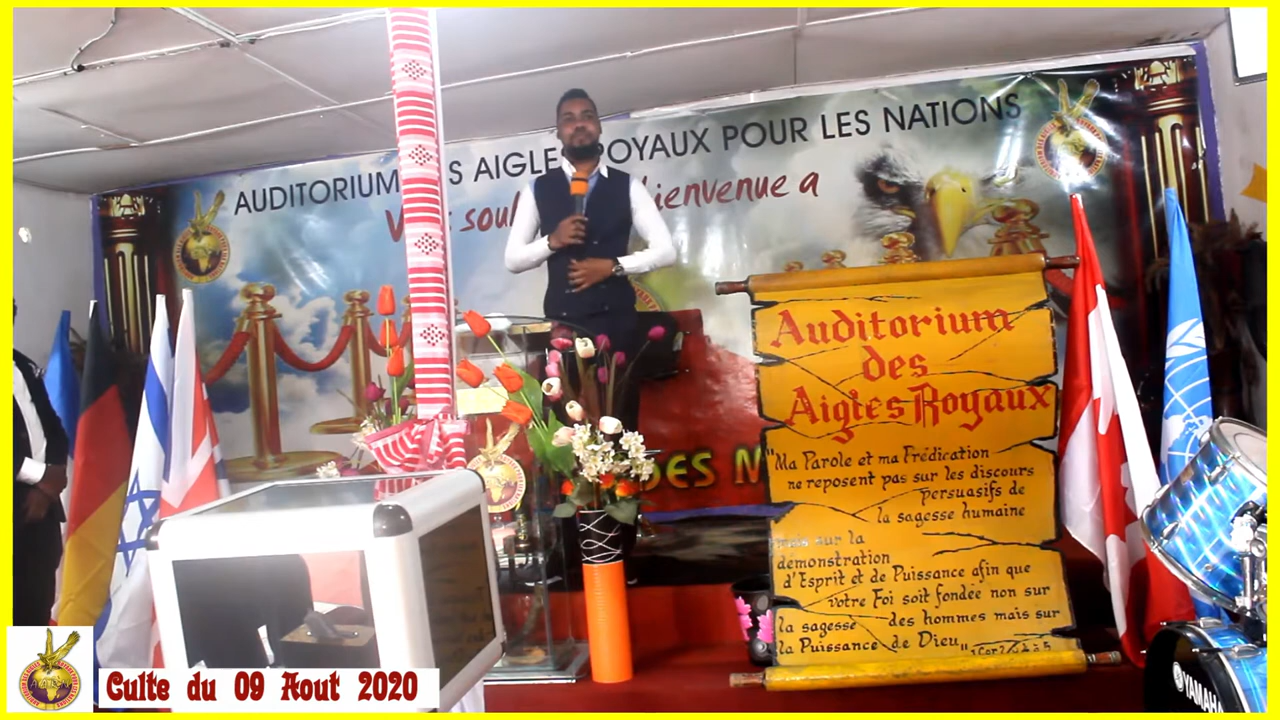 AUDITORIUM S AIGLE ROYAUX POUR LES NATIONS
bienvenue a
DES
Auditorium
des
Aigles Royaux
"Ma Parole et ma Prédication
ne reposent pas sur les discours
persuasifs de
la sagesse humaine
mais sur la
démonstration
d'Esprit et de Puissance afin que
votre Foi soit fondée non sur
la sagesse des hommes mais sur
la Puissance de Dieu"
YAMAHA
Culte du 09 Aout 2020